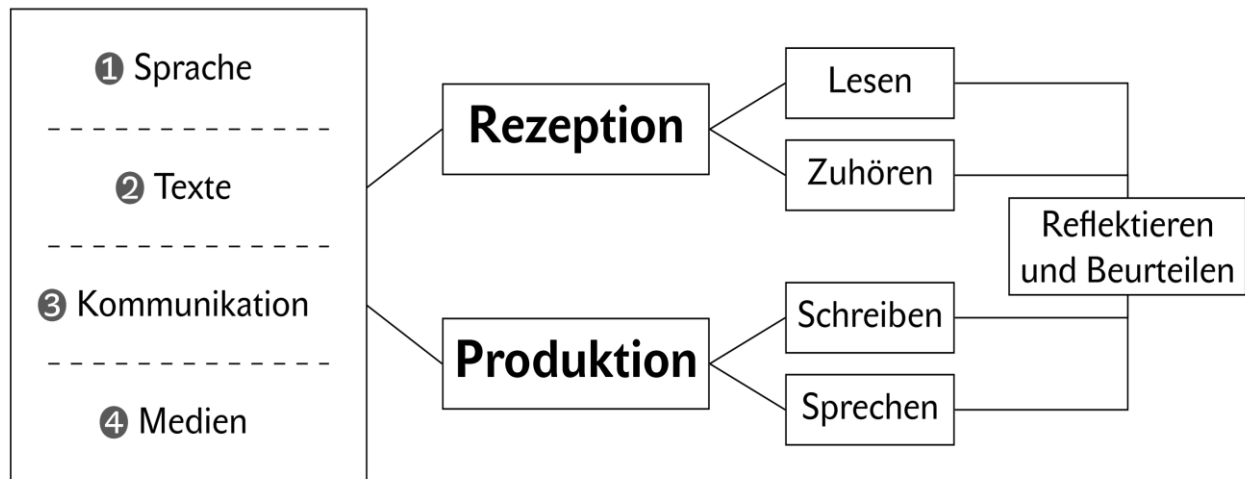 ❶ Sprache
❷ Texte
❸ Kommunikation
❹ Medien
Rezeption
Produktion
Lesen
Zuhören
Schreiben
Sprechen
Reflektieren
und Beurteilen